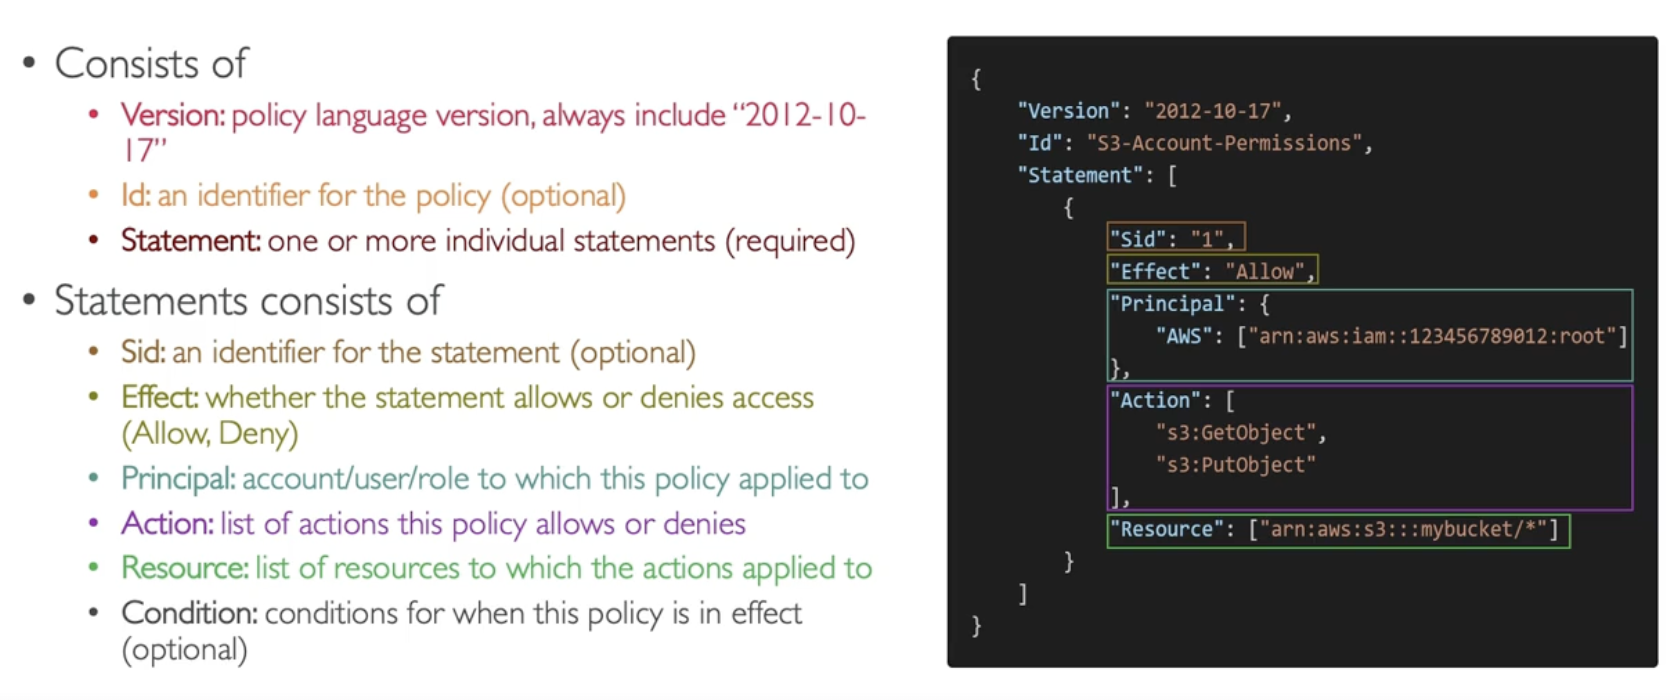 • Consists of
• Version: policy language version, always include “2012-10-
17”
• Id: an identifier for the policy (optional)
• Statement: one or more individual statements (required)
• Statements consists of
• Sid: an identifier for the statement (optional)
• Effect: whether the statement allows or denies access
(Allow, Deny)
• Principal: account/user/role to which this policy applied to
• Action: list of actions this policy allows or denies
• Resource: list of resources to which the actions applied to
• Condition: conditions for when this policy is in effect
(optional)
{
"Version": "2012-10-17",
"Id": "S3-Account-Permissions",
"Statement": [
{
"Sid": "1",
"Effect": "Allow",
"Principal": {
"AWS": ["arn:aws:iam::123456789012:root"]
},
"Action": [
"s3:GetObject",
"s3:PutObject"
],
"Resource": ["arn:aws:s3:::mybucket/*"]
}
]
}